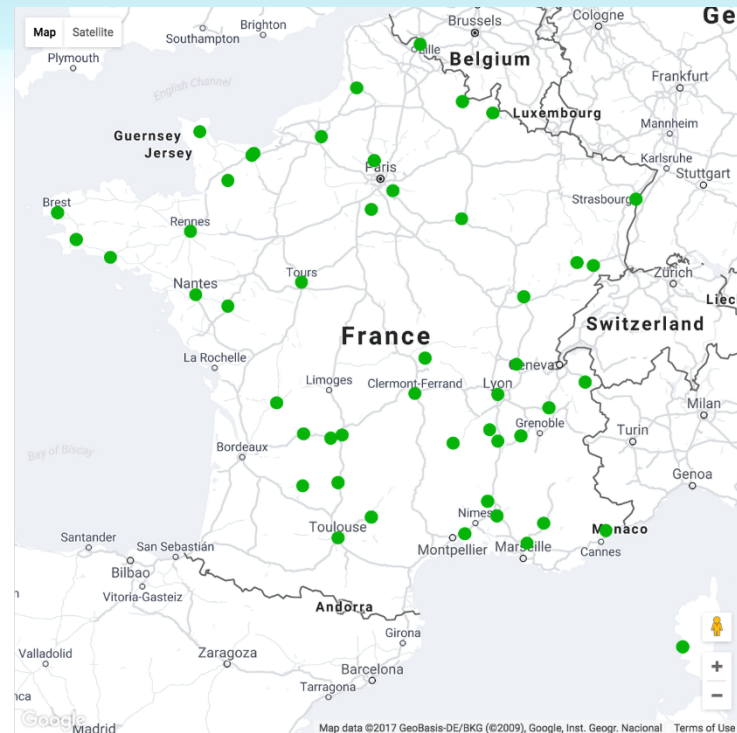 Map
Satellite
Brighton
Southampton
Plymouth
English Channel
Brussels
Cologne
Ge
Lille
Belgium
Frankfurt
Luxembourg
Mannheim
Guernsey
Jersey
Karlsruhe
Stuttgart
Paris
Strasbourg
Brest
Rennes
Zürich
Liech
Tours
Nantes
Switzerland
France
La Rochelle
Geneva
Limoges
Clermont-Ferrand
Lyon
Milan
Turin
Grenoble
Bordeaux
Bay of Biscay
Genoa
Nimes
Toulouse
Montpellier
Marseille
Monaco
Cannes
Santander
San Sebastián
Bilbao
Vitoria-Gasteiz
Andorra
Girona
Valladolid
Zaragoza
Barcelona
Tarragona
nca
Google
Madrid
Map data ©2017 GeoBasis-DE/BKG (©2009), Google, Inst. Geogr. Nacional
Terms of Use